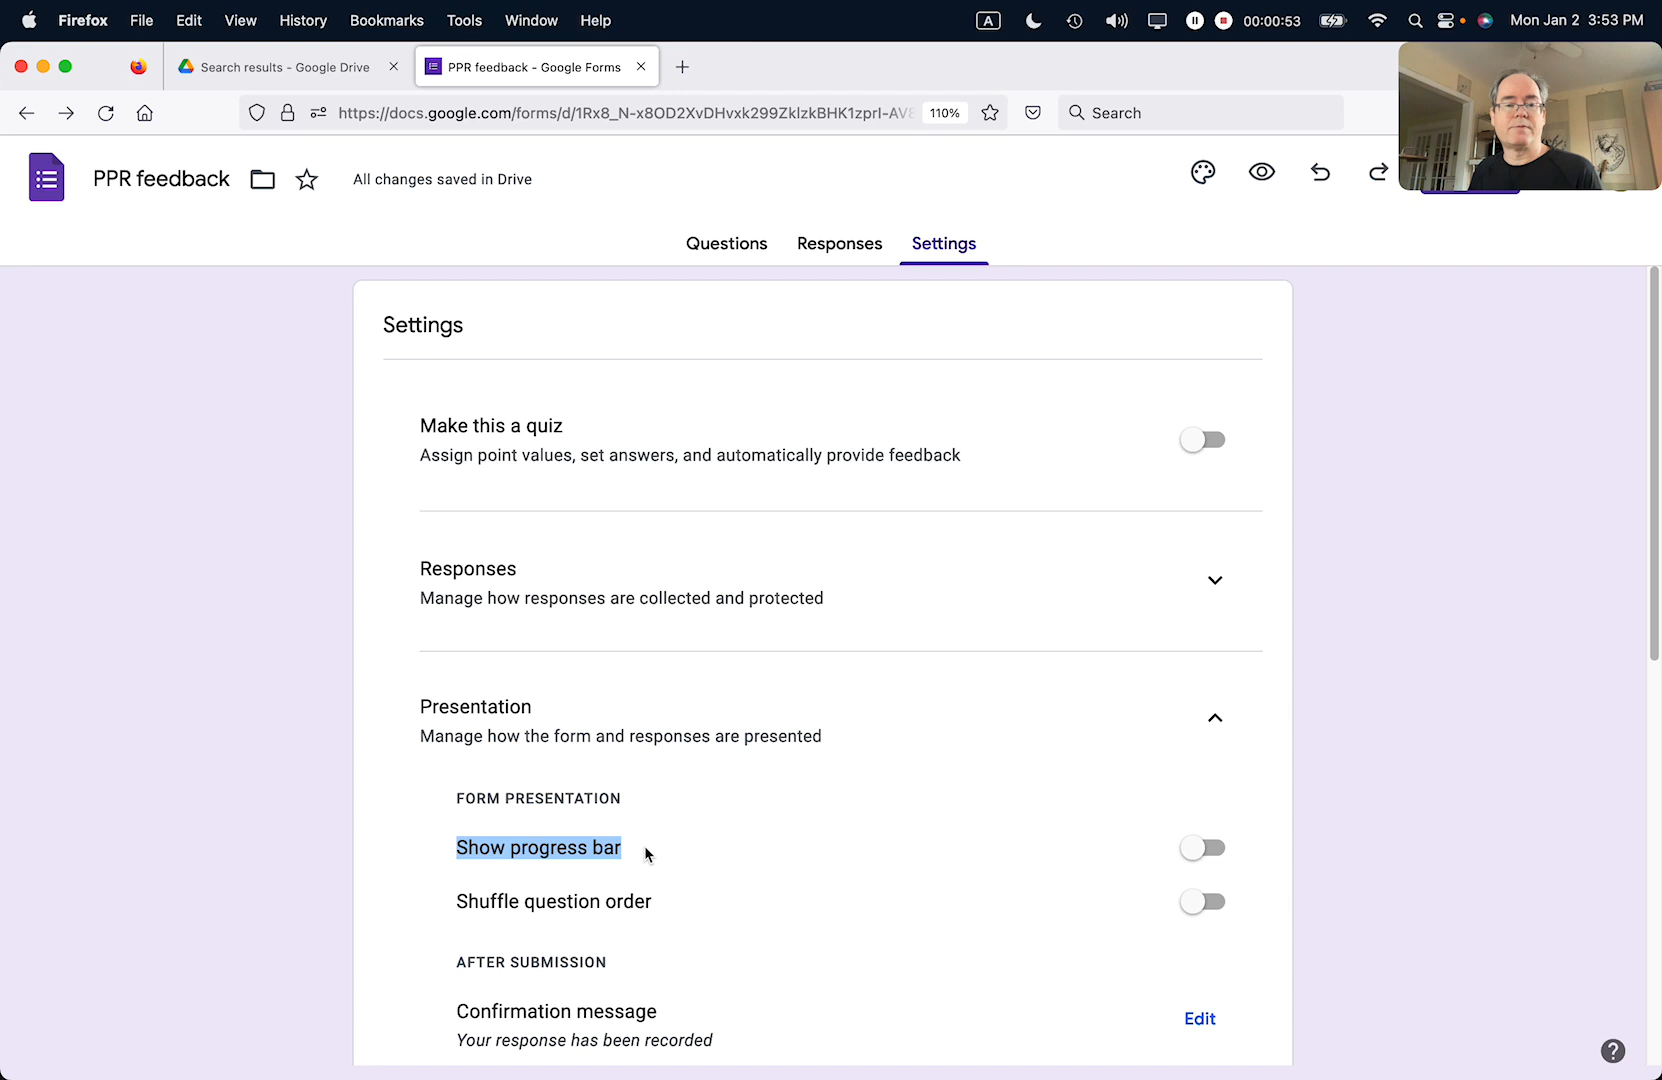 Firefox File Edit View History Bookmarks Tools Window Help A 00:00:53 Mon Jan 2 3:53 PM
Search results - Google Drive PPR feedback - Google Forms
https://docs.google.com/forms/d/1Rx8_N-x8OD2XvDHvxk299ZkIzkBHK1zprI-AV8 110% Search
PPR feedback All changes saved in Drive
Questions Responses Settings
Settings
Make this a quiz
Assign point values, set answers, and automatically provide feedback
Responses
Manage how responses are collected and protected
Presentation
Manage how the form and responses are presented
FORM PRESENTATION
Show progress bar
Shuffle question order
AFTER SUBMISSION
Confirmation message
Edit
Your response has been recorded